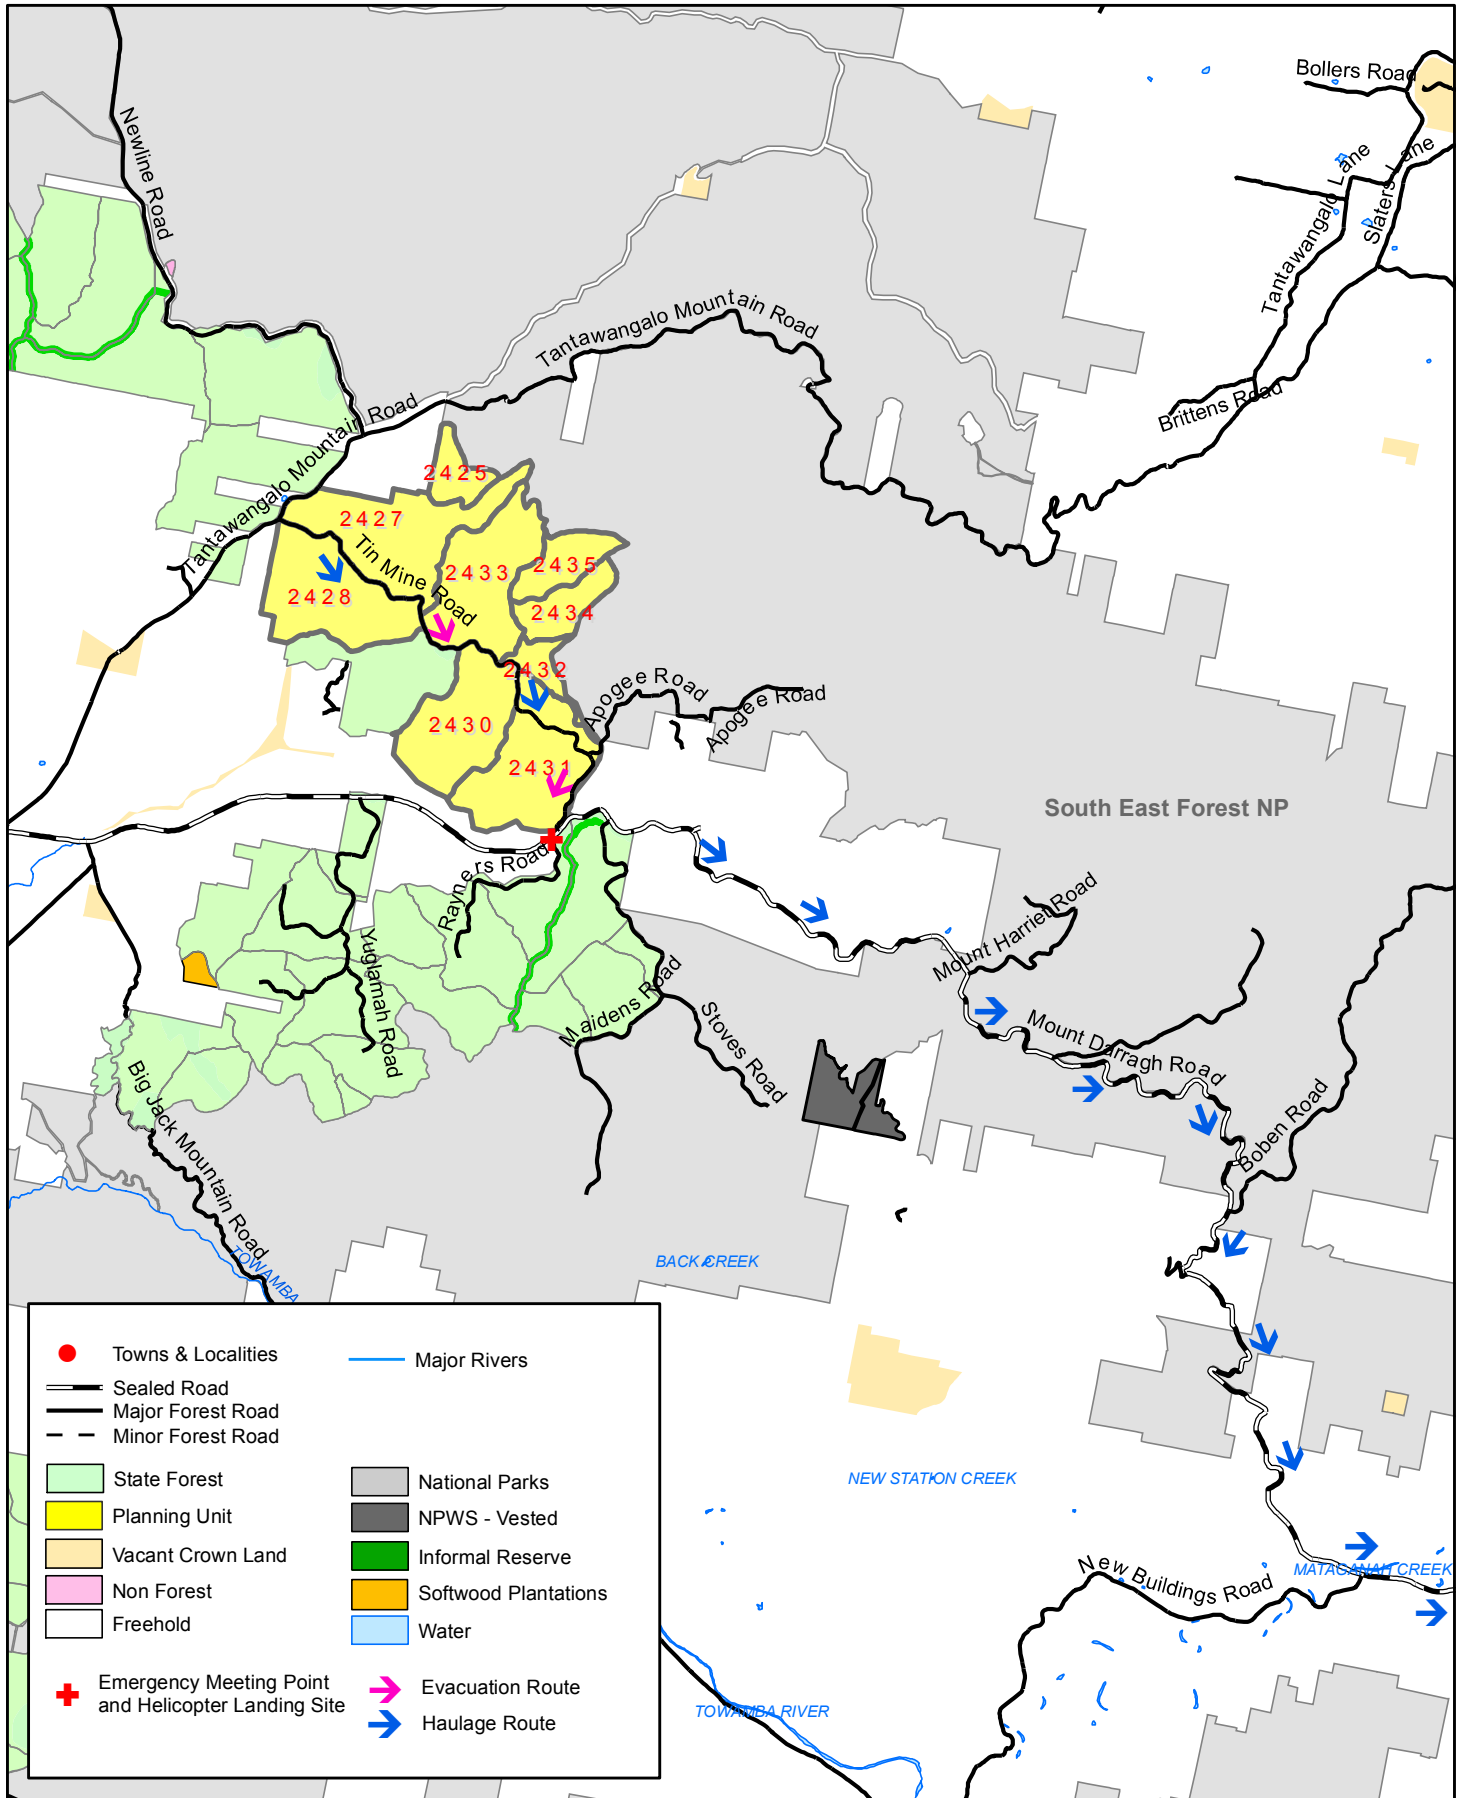 Bollers Road
Newline Road
Tantawangalo Lane
Slaters Lane
Tantawangalo Mountain Road
Brittens Road
Tantawangalo Mountain Road
2425
2427
Tin Mine Road
2433
2435
2428
2434
2432
Apogee Road
Apogee Road
2430
2431
South East Forest NP
Rayners Road
Mount Harriet Road
Yuglamah Road
Maidens Road
Stoves Road
Mount Darragh Road
Big Jack Mountain Road
Boben Road
TOWAMBA
BACK CREEK
NEW STATION CREEK
MATAGANAH CREEK
New Buildings Road
TOWAMBA RIVER
Towns & Localities
Major Rivers
Sealed Road
Major Forest Road
Minor Forest Road
State Forest
National Parks
Planning Unit
NPWS - Vested
Vacant Crown Land
Informal Reserve
Non Forest
Softwood Plantations
Freehold
Water
Emergency Meeting Point
and Helicopter Landing Site
Evacuation Route
Haulage Route